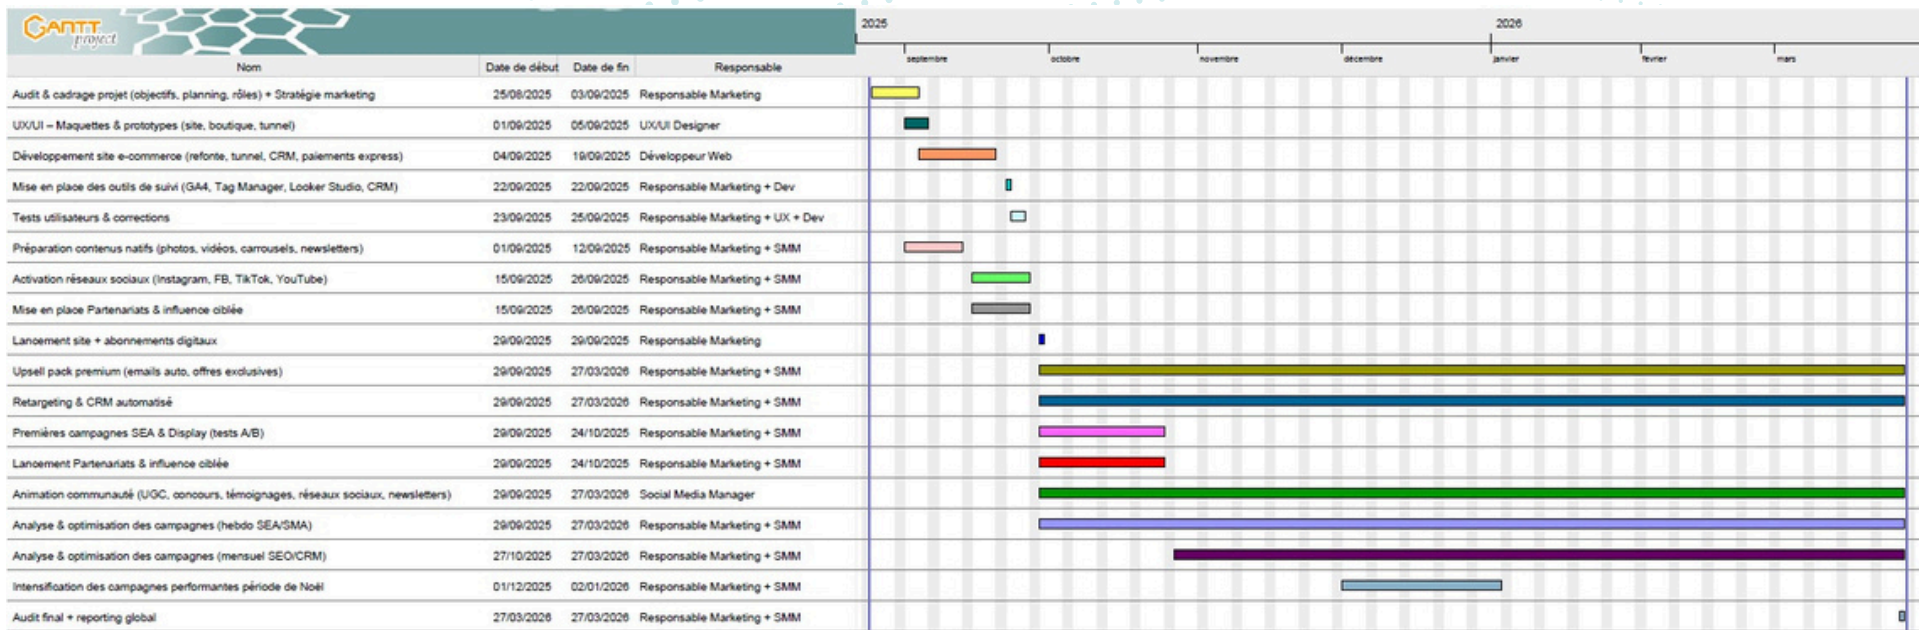 GANTT
project
2025 2026
septembre octobre novembre décembre janvier février mars
Nom Date de début Date de fin Responsable
Audit & cadrage projet (objectifs, planning, rôles) + Stratégie marketing 25/08/2025 03/09/2025 Responsable Marketing
UX/UI – Maquettes & prototypes (site, boutique, tunnel) 01/09/2025 05/09/2025 UX/UI Designer
Développement site e-commerce (refonte, tunnel, CRM, paiements express) 04/09/2025 19/09/2025 Développeur Web
Mise en place des outils de suivi (GA4, Tag Manager, Looker Studio, CRM) 22/09/2025 22/09/2025 Responsable Marketing + Dev
Tests utilisateurs & corrections 23/09/2025 25/09/2025 Responsable Marketing + UX + Dev
Préparation contenus natifs (photos, vidéos, carrousels, newsletters) 01/09/2025 12/09/2025 Responsable Marketing + SMM
Activation réseaux sociaux (Instagram, FB, TikTok, YouTube) 15/09/2025 26/09/2025 Responsable Marketing + SMM
Mise en place Partenariats & influence ciblée 15/09/2025 26/09/2025 Responsable Marketing + SMM
Lancement site + abonnements digitaux 29/09/2025 29/09/2025 Responsable Marketing
Upsell pack premium (emails auto, offres exclusives) 29/09/2025 27/03/2026 Responsable Marketing + SMM
Retargeting & CRM automatisé 29/09/2025 27/03/2026 Responsable Marketing + SMM
Premières campagnes SEA & Display (tests A/B) 29/09/2025 24/10/2025 Responsable Marketing + SMM
Lancement Partenariats & influence ciblée 29/09/2025 24/10/2025 Responsable Marketing + SMM
Animation communauté (UGC, concours, témoignages, réseaux sociaux, newsletters) 29/09/2025 27/03/2026 Social Media Manager
Analyse & optimisation des campagnes (hebdo SEA/SMA) 29/09/2025 27/03/2026 Responsable Marketing + SMM
Analyse & optimisation des campagnes (mensuel SEO/CRM) 27/10/2025 27/03/2026 Responsable Marketing + SMM
Intensification des campagnes performantes période de Noël 01/12/2025 02/01/2026 Responsable Marketing + SMM
Audit final + reporting global 27/03/2026 27/03/2026 Responsable Marketing + SMM